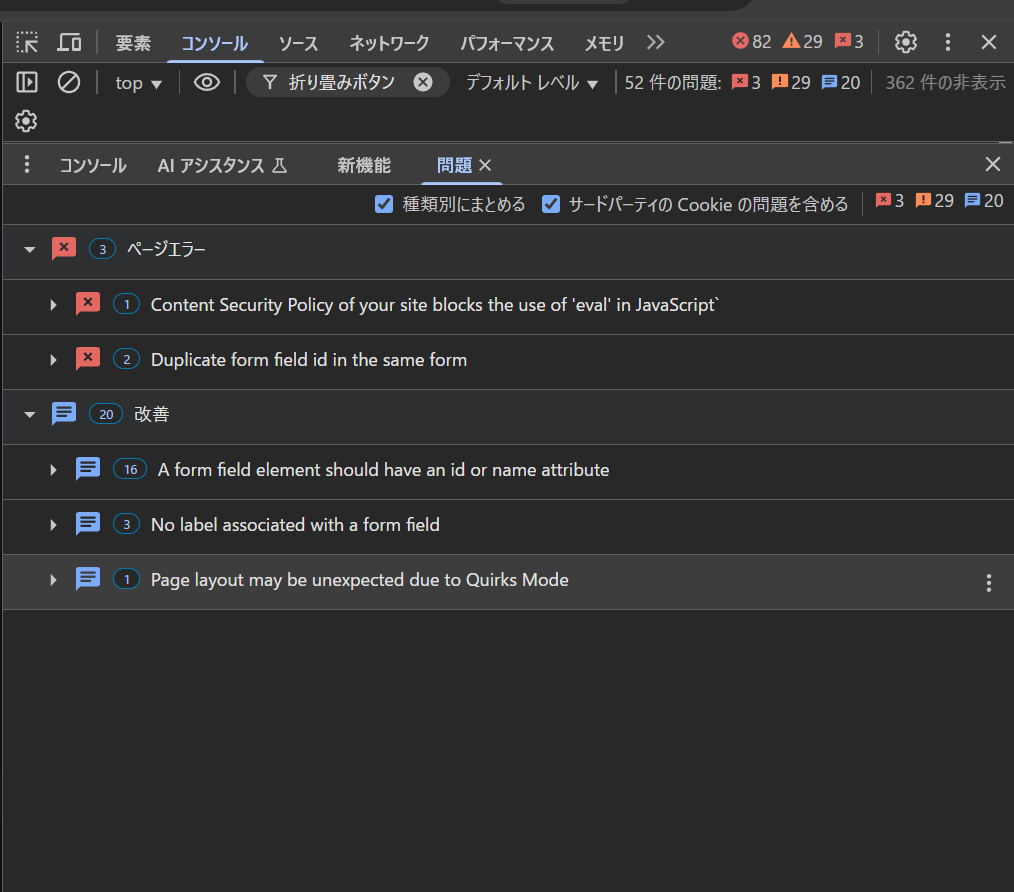 要素 コンソール ソース ネットワーク パフォーマンス メモリ 82 29 3
top 折り畳みボタン デフォルト レベル 52 件の問題: 3 29 20 362 件の非表示
コンソール AI アシスタンス 新機能 問題
種類別にまとめる サードパーティの Cookie の問題を含める 3 29 20
3 ページエラー
1 Content Security Policy of your site blocks the use of 'eval' in JavaScript`
2 Duplicate form field id in the same form
20 改善
16 A form field element should have an id or name attribute
3 No label associated with a form field
1 Page layout may be unexpected due to Quirks Mode